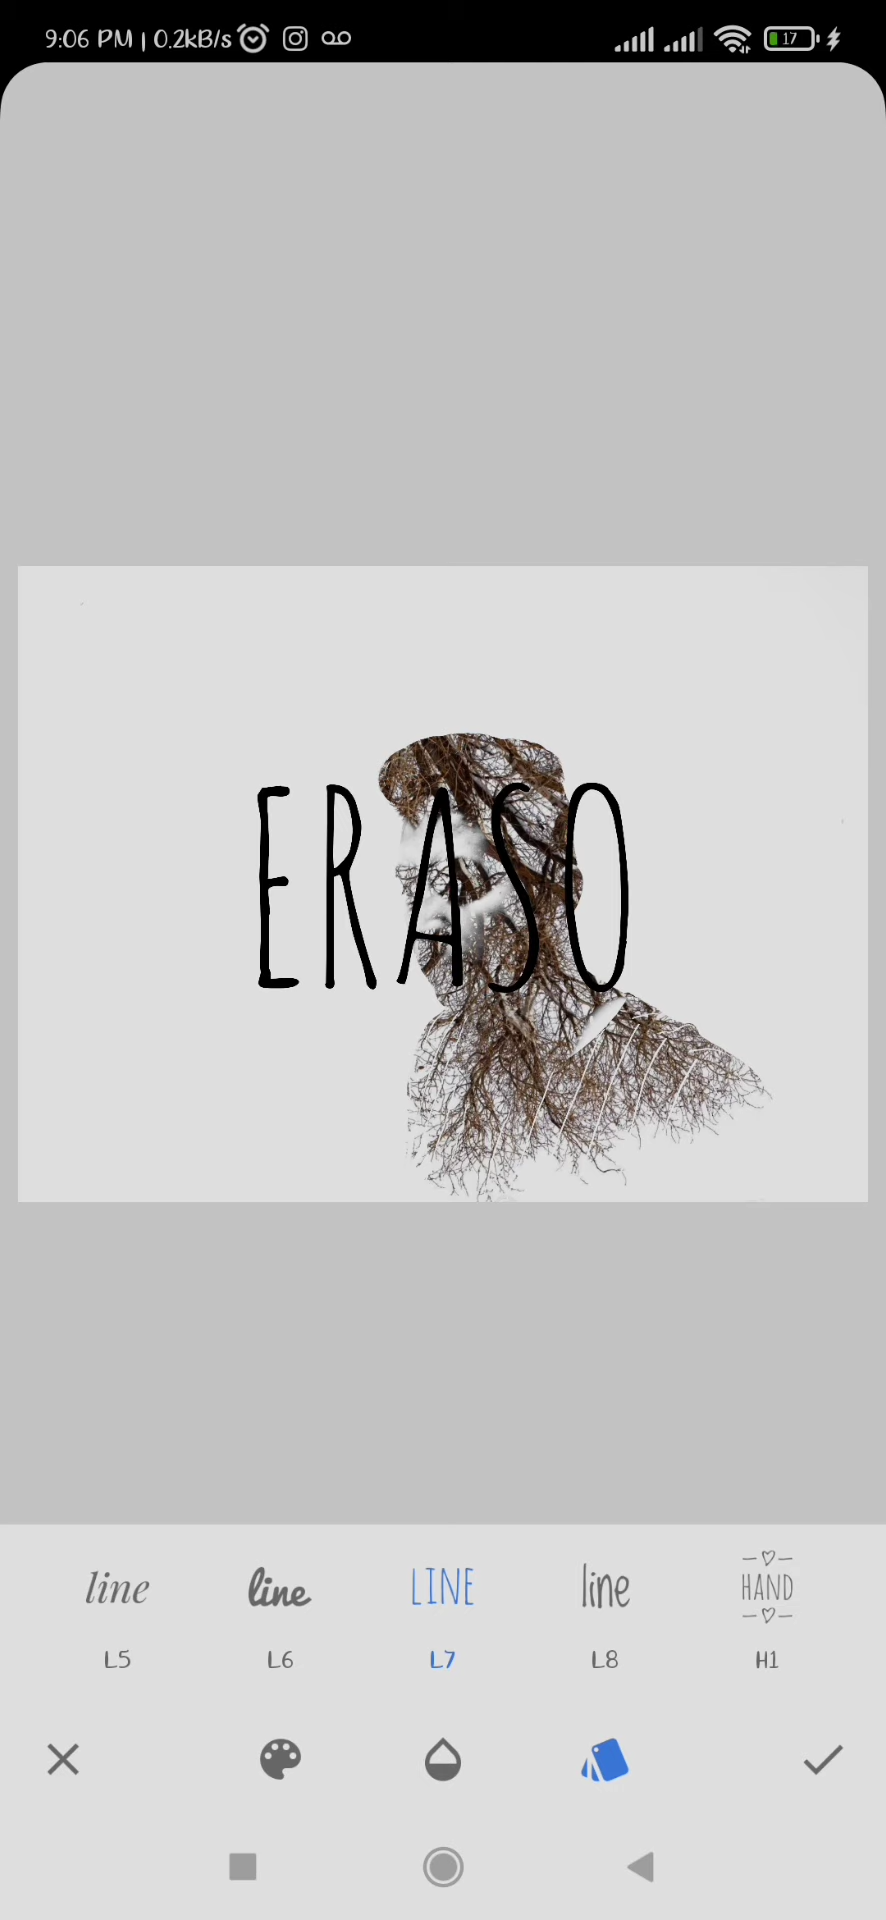 9:06 PM | 0.2kB/s
17
ERASO
line line LINE line HAND
L5 L6 L7 L8 H1